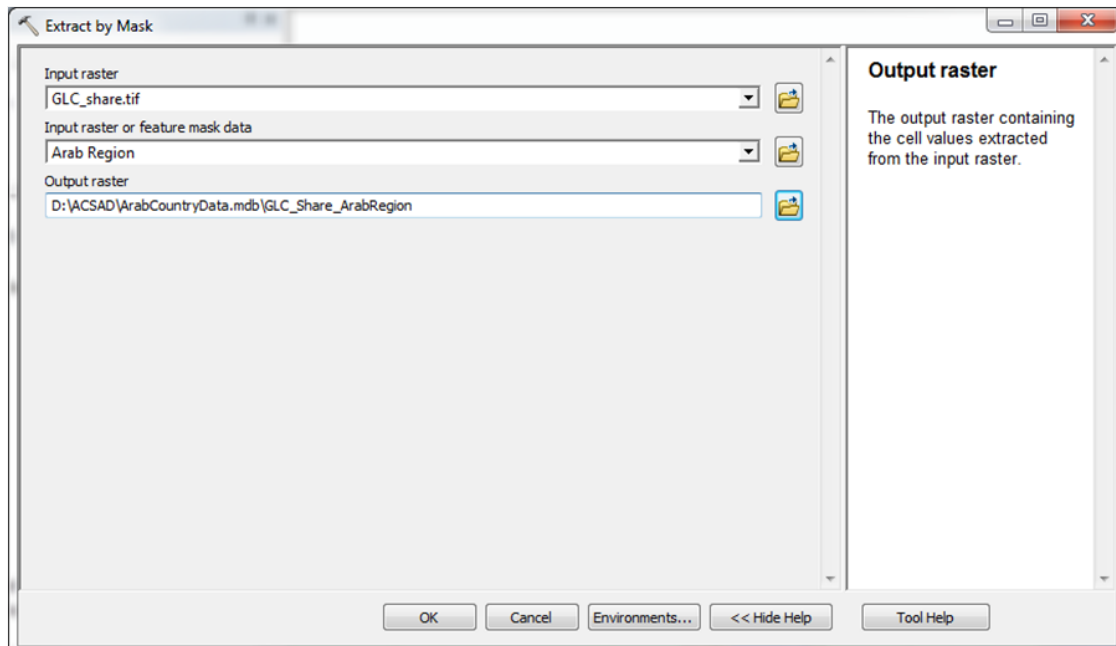 Extract by Mask
Input raster
GLC_share.tif
Input raster or feature mask data
Arab Region
Output raster
D:\ACSAD\ArabCountryData.mdb\GLC_Share_ArabRegion
OK
Cancel
Environments...
<< Hide Help
Output raster
The output raster containing
the cell values extracted
from the input raster.
Tool Help